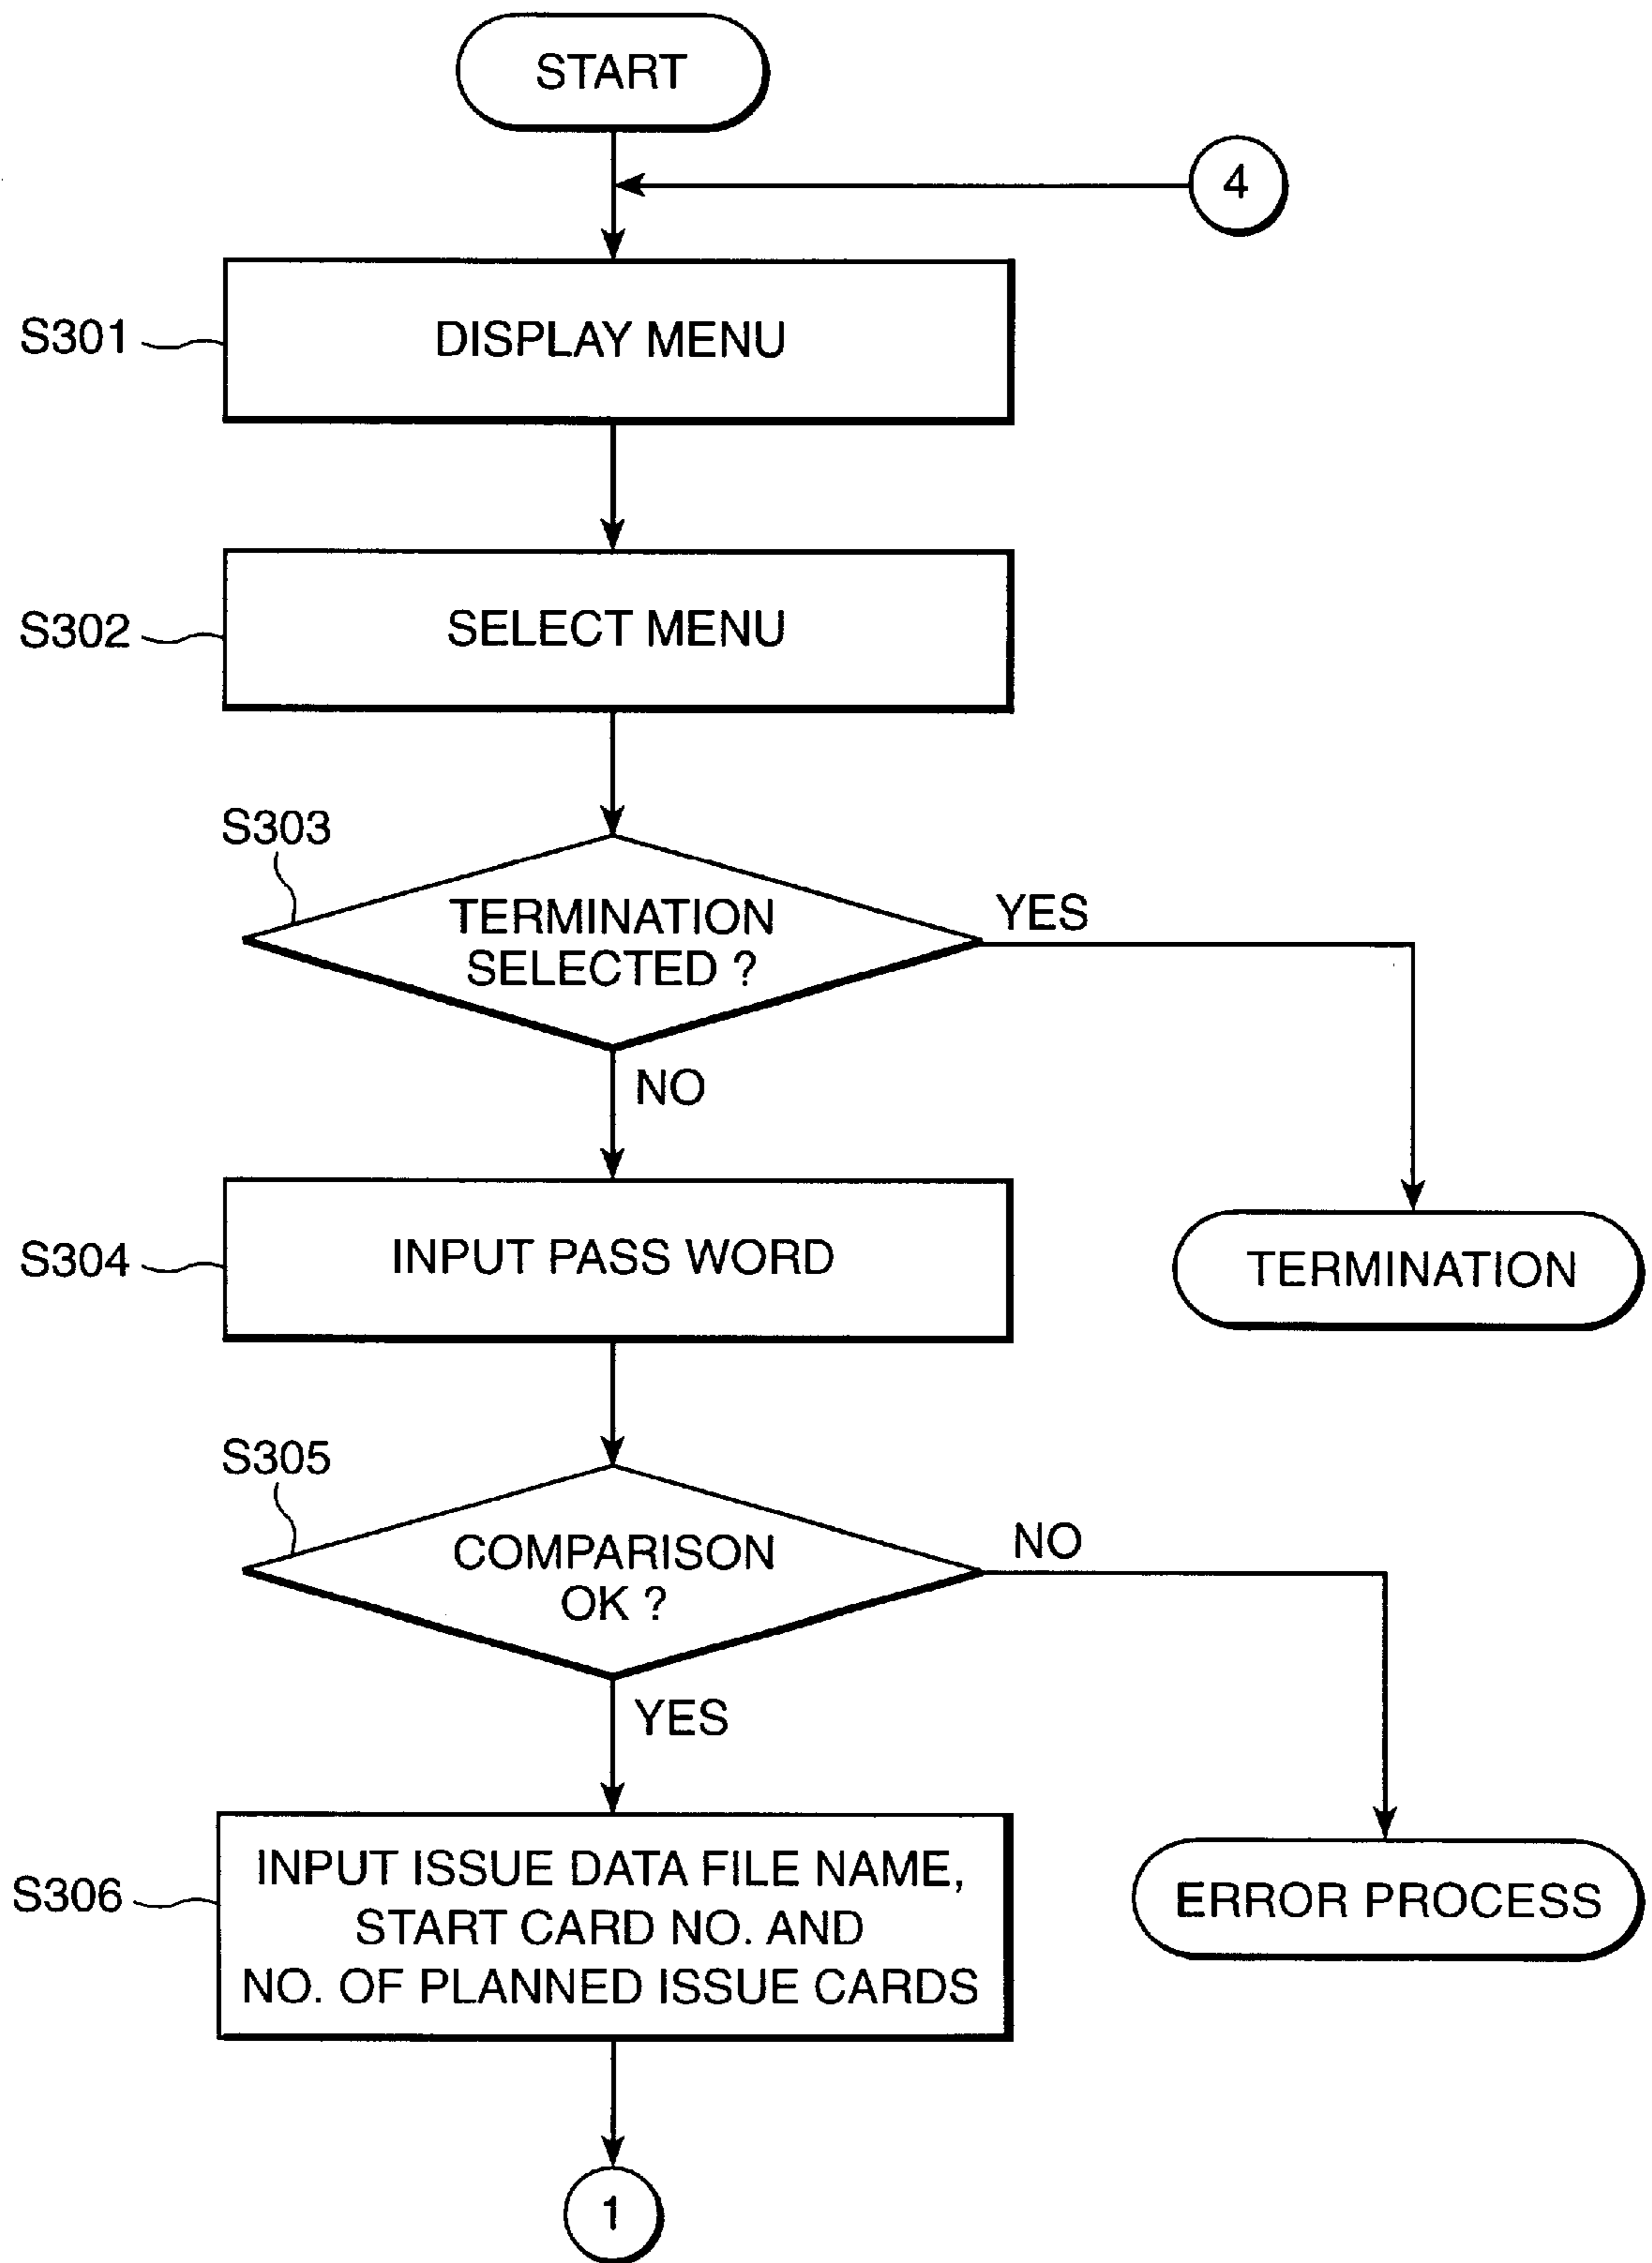 START
4
S301
DISPLAY MENU
S302
SELECT MENU
S303
TERMINATION
SELECTED ?
YES
NO
S304
INPUT PASS WORD
TERMINATION
S305
COMPARISON
OK ?
NO
YES
S306
INPUT ISSUE DATA FILE NAME,
START CARD NO. AND
NO. OF PLANNED ISSUE CARDS
ERROR PROCESS
1